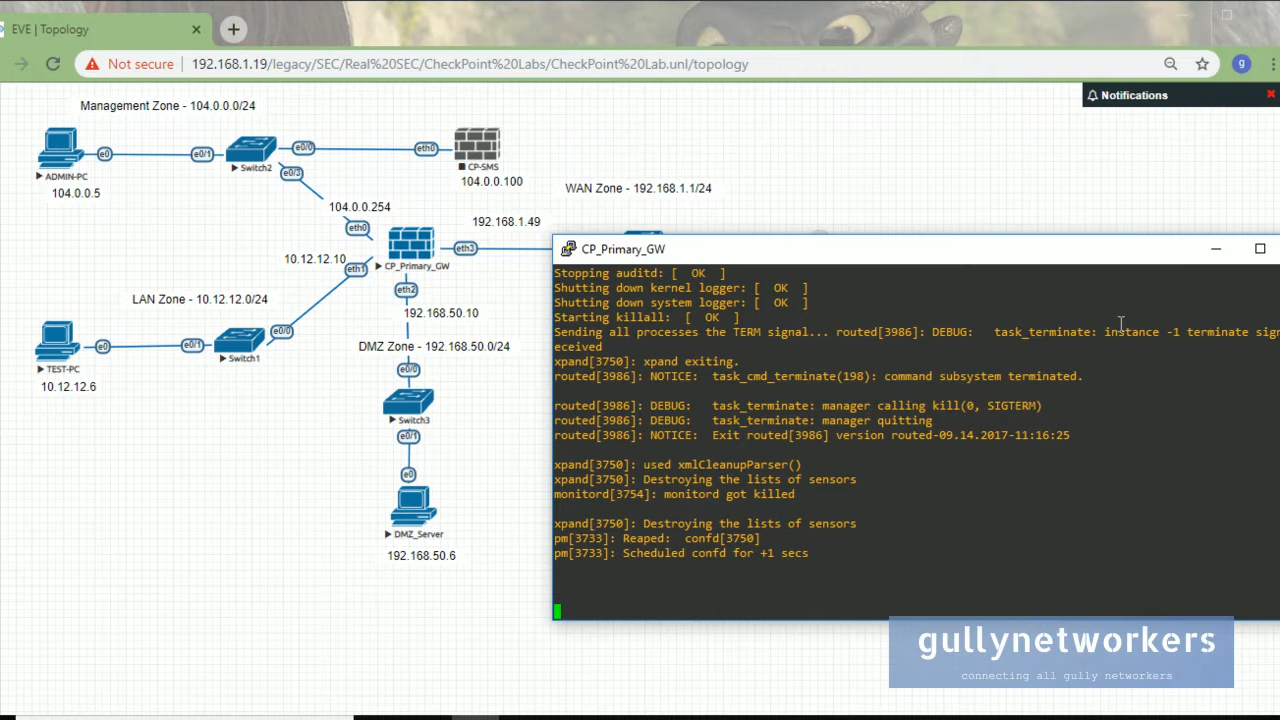 EVE | Topology
Not secure
192.168.1.19/legacy/SEC/Real%20SEC/CheckPoint%20Labs/CheckPoint%20Lab.unl/topology
g
Notifications
Management Zone - 104.0.0.0/24
e0
e0/1
e0/0
eth0
ADMIN-PC
Switch2
CP-SMS
e0/3
104.0.0.5
104.0.0.100
WAN Zone - 192.168.1.1/24
104.0.0.254
192.168.1.49
eth0
eth3
10.12.12.10
eth1
CP_Primary_GW
eth2
LAN Zone - 10.12.12.0/24
192.168.50.10
e0
e0/1
e0/0
DMZ Zone - 192.168.50.0/24
Switch1
TEST-PC
e0/0
10.12.12.6
Switch3
e0/1
e0
DMZ_Server
192.168.50.6
CP_Primary_GW
Stopping auditd: [  OK  ]
Shutting down kernel logger: [  OK  ]
Shutting down system logger: [  OK  ]
Starting killall:  [  OK  ]
Sending all processes the TERM signal... routed[3986]: DEBUG:   task_terminate: instance -1 terminate sign
eceived
xpand[3750]: xpand exiting.
routed[3986]: NOTICE:  task_cmd_terminate(198): command subsystem terminated.
routed[3986]: DEBUG:   task_terminate: manager calling kill(0, SIGTERM)
routed[3986]: DEBUG:   task_terminate: manager quitting
routed[3986]: NOTICE:  Exit routed[3986] version routed-09.14.2017-11:16:25
xpand[3750]: used xmlCleanupParser()
xpand[3750]: Destroying the lists of sensors
monitord[3754]: monitord got killed
xpand[3750]: Destroying the lists of sensors
pm[3733]: Reaped:  confd[3750]
pm[3733]: Scheduled confd for +1 secs
gullynetworkers
connecting all gully networkers